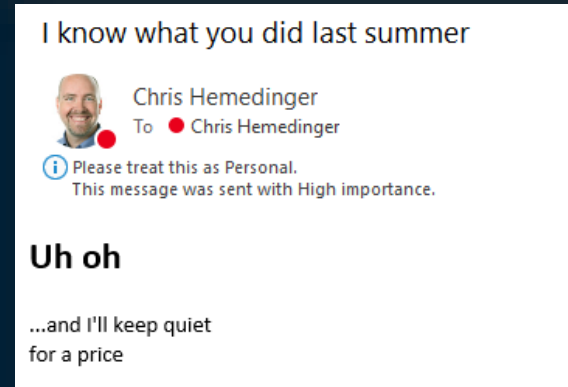 I know what you did last summer
Chris Hemedinger
To Chris Hemedinger
Please treat this as Personal.
This message was sent with High importance.
Uh oh
...and I'll keep quiet
for a price